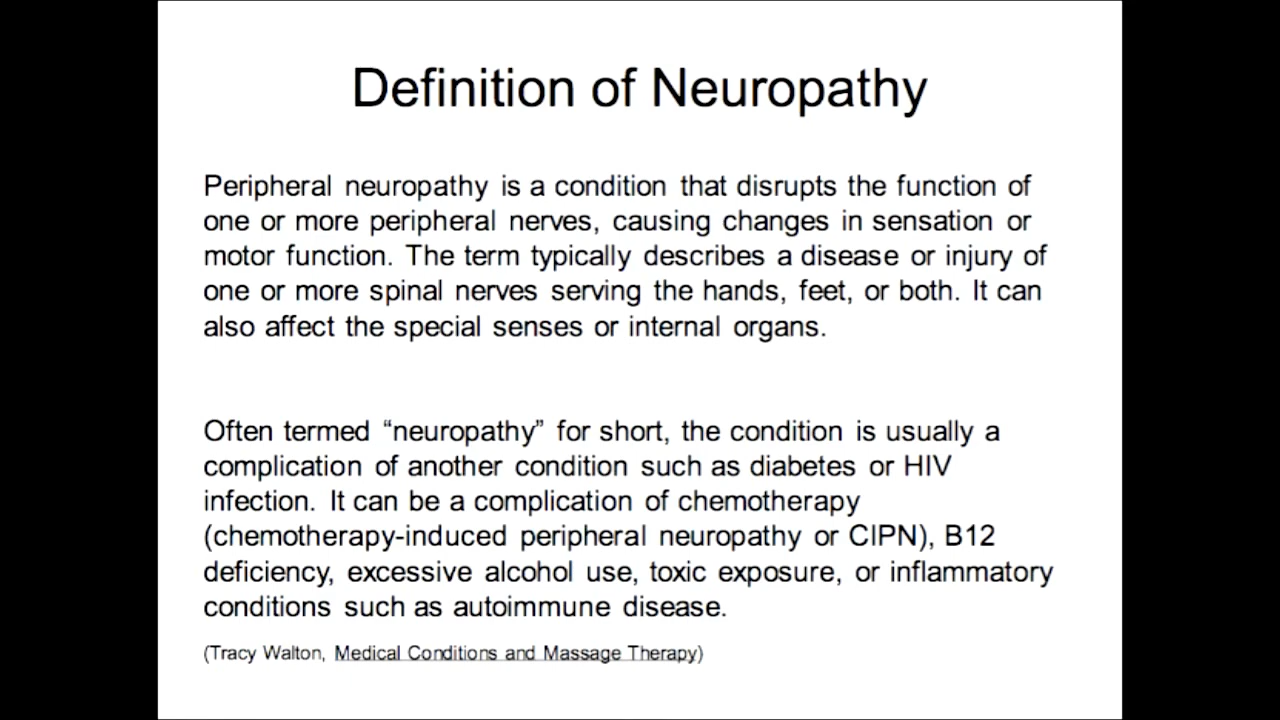 Definition of Neuropathy
Peripheral neuropathy is a condition that disrupts the function of
one or more peripheral nerves, causing changes in sensation or
motor function. The term typically describes a disease or injury of
one or more spinal nerves serving the hands, feet, or both. It can
also affect the special senses or internal organs.
Often termed “neuropathy” for short, the condition is usually a
complication of another condition such as diabetes or HIV
infection. It can be a complication of chemotherapy
(chemotherapy-induced peripheral neuropathy or CIPN), B12
deficiency, excessive alcohol use, toxic exposure, or inflammatory
conditions such as autoimmune disease.
(Tracy Walton, Medical Conditions and Massage Therapy)